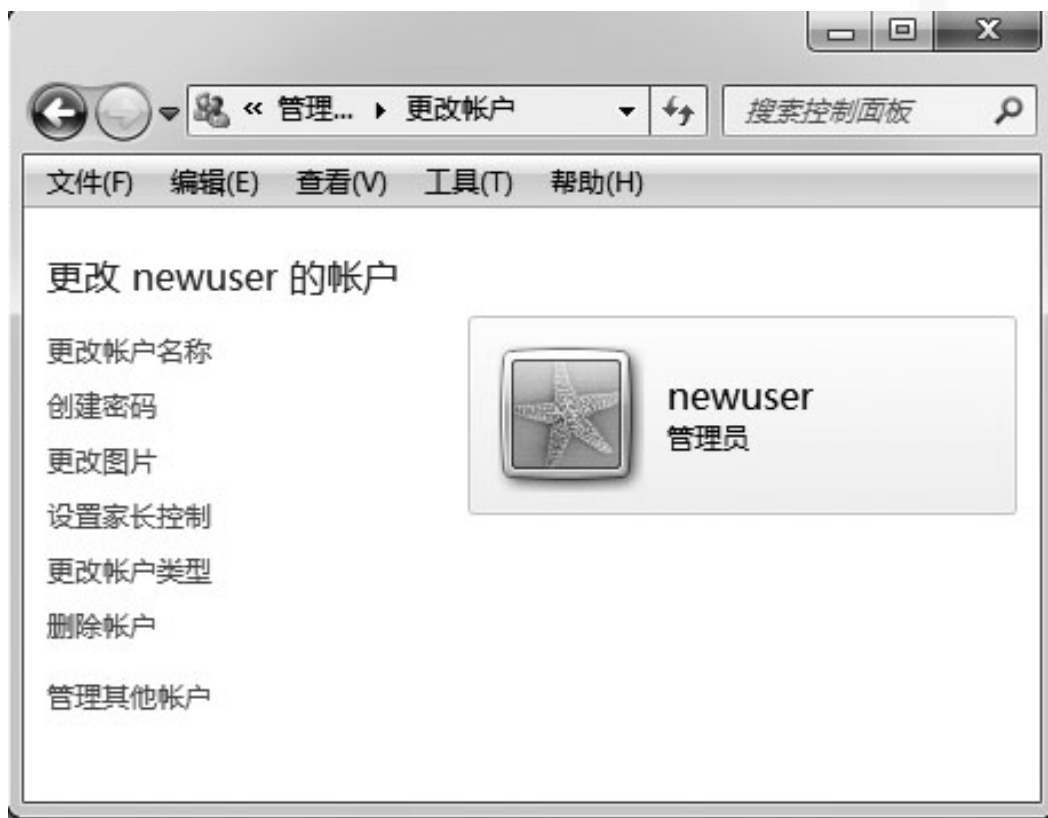 « 管理... ▸ 更改帐户 搜索控制面板
文件(F) 编辑(E) 查看(V) 工具(T) 帮助(H)
更改 newuser 的帐户
更改帐户名称
创建密码
更改图片
设置家长控制
更改帐户类型
删除帐户
管理其他帐户
newuser
管理员